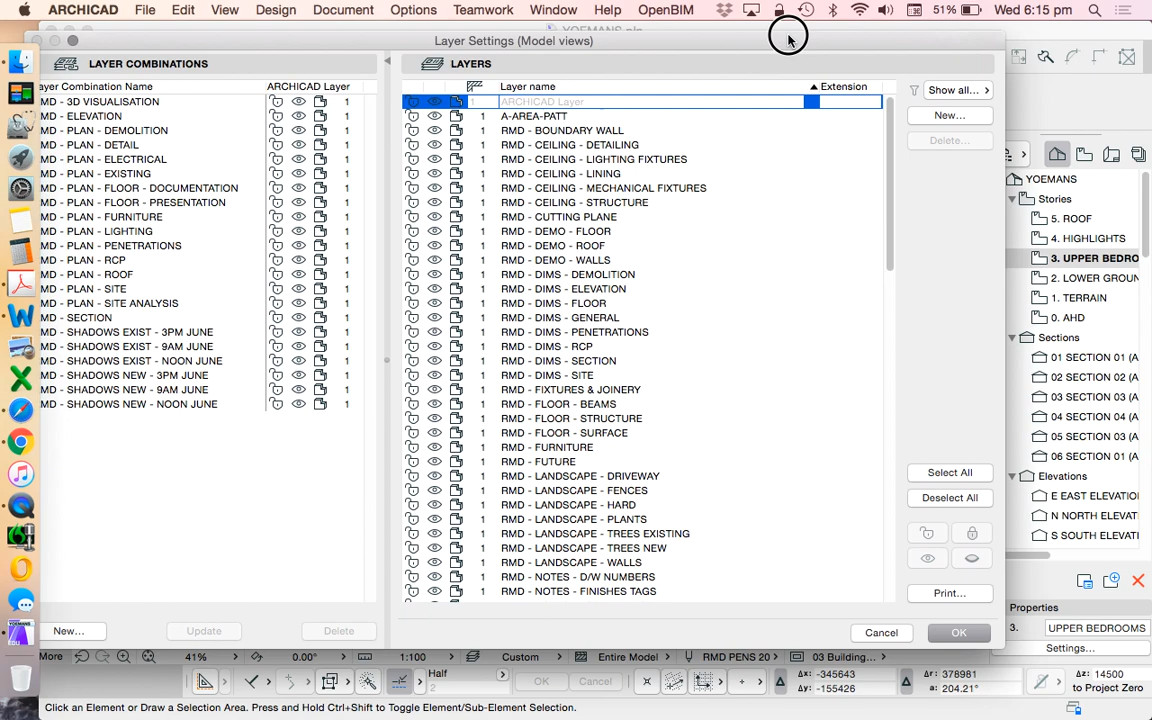 ARCHICAD File Edit View Design Document Options Teamwork Window Help OpenBIM 51% Wed 6:15 pm
YOEMANS.pln
Layer Settings (Model views)
LAYER COMBINATIONS
ayer Combination Name ARCHICAD Layer
MD - 3D VISUALISATION 1
MD - ELEVATION 1
MD - PLAN - DEMOLITION 1
MD - PLAN - DETAIL 1
MD - PLAN - ELECTRICAL 1
MD - PLAN - EXISTING 1
MD - PLAN - FLOOR - DOCUMENTATION 1
MD - PLAN - FLOOR - PRESENTATION 1
MD - PLAN - FURNITURE 1
MD - PLAN - LIGHTING 1
MD - PLAN - PENETRATIONS 1
MD - PLAN - RCP 1
MD - PLAN - ROOF 1
MD - PLAN - SITE 1
MD - PLAN - SITE ANALYSIS 1
MD - SECTION 1
MD - SHADOWS EXIST - 3PM JUNE 1
MD - SHADOWS EXIST - 9AM JUNE 1
MD - SHADOWS EXIST - NOON JUNE 1
MD - SHADOWS NEW - 3PM JUNE 1
MD - SHADOWS NEW - 9AM JUNE 1
MD - SHADOWS NEW - NOON JUNE 1
New... Update Delete
LAYERS
Layer name Extension
1 ARCHICAD Layer
1 A-AREA-PATT
1 RMD - BOUNDARY WALL
1 RMD - CEILING - DETAILING
1 RMD - CEILING - LIGHTING FIXTURES
1 RMD - CEILING - LINING
1 RMD - CEILING - MECHANICAL FIXTURES
1 RMD - CEILING - STRUCTURE
1 RMD - CUTTING PLANE
1 RMD - DEMO - FLOOR
1 RMD - DEMO - ROOF
1 RMD - DEMO - WALLS
1 RMD - DIMS - DEMOLITION
1 RMD - DIMS - ELEVATION
1 RMD - DIMS - FLOOR
1 RMD - DIMS - GENERAL
1 RMD - DIMS - PENETRATIONS
1 RMD - DIMS - RCP
1 RMD - DIMS - SECTION
1 RMD - DIMS - SITE
1 RMD - FIXTURES & JOINERY
1 RMD - FLOOR - BEAMS
1 RMD - FLOOR - STRUCTURE
1 RMD - FLOOR - SURFACE
1 RMD - FURNITURE
1 RMD - FUTURE
1 RMD - LANDSCAPE - DRIVEWAY
1 RMD - LANDSCAPE - FENCES
1 RMD - LANDSCAPE - HARD
1 RMD - LANDSCAPE - PLANTS
1 RMD - LANDSCAPE - TREES EXISTING
1 RMD - LANDSCAPE - TREES NEW
1 RMD - LANDSCAPE - WALLS
1 RMD - NOTES - D/W NUMBERS
1 RMD - NOTES - FINISHES TAGS
Show all...
New...
Delete...
Select All
Deselect All
Print...
Cancel OK
YOEMANS
Stories
5. ROOF
4. HIGHLIGHTS
3. UPPER BEDRO
2. LOWER GROUN
1. TERRAIN
0. AHD
Sections
01 SECTION 01 (A
02 SECTION 02 (A
03 SECTION 03 (A
04 SECTION 04 (A
05 SECTION 05 (A
06 SECTION 01 (A
Elevations
E EAST ELEVATIO
N NORTH ELEVAT
S SOUTH ELEVATI
Properties
3. UPPER BEDROOMS
Settings...
More 41% 0.00° 1:100 Custom Entire Model RMD PENS 20 03 Building...
Half
2
OK Cancel
Δx: -345643
Δy: -155426
Δr: 378981
a: 204.21°
Δz: 14500
to Project Zero
Click an Element or Draw a Selection Area. Press and Hold Ctrl+Shift to Toggle Element/Sub-Element Selection.